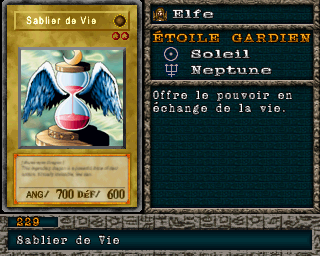 Sablier de Vie
ANG/ 700 DÉF/ 600
Elfe
ÉTOILE GARDIEN
Soleil
Neptune
Offre le pouvoir en
échange de la vie.
229
Sablier de Vie